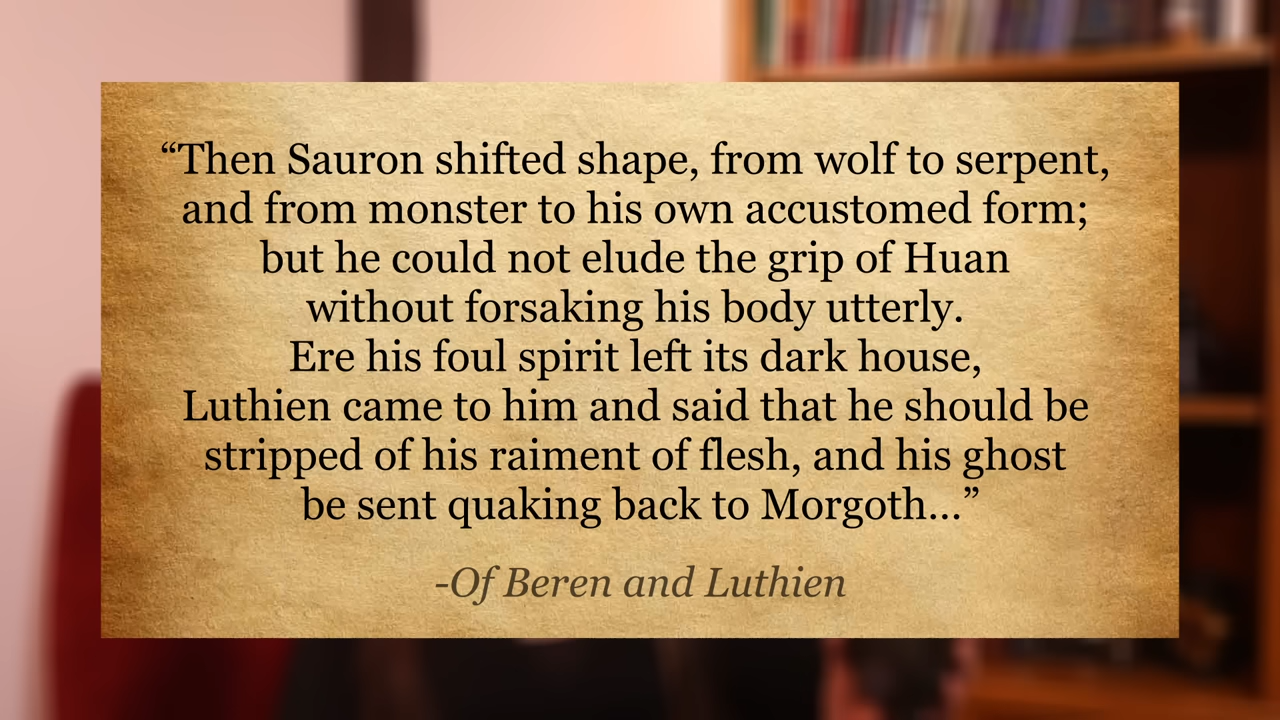 “Then Sauron shifted shape, from wolf to serpent,
and from monster to his own accustomed form;
but he could not elude the grip of Huan
without forsaking his body utterly.
Ere his foul spirit left its dark house,
Luthien came to him and said that he should be
stripped of his raiment of flesh, and his ghost
be sent quaking back to Morgoth...”
-Of Beren and Luthien